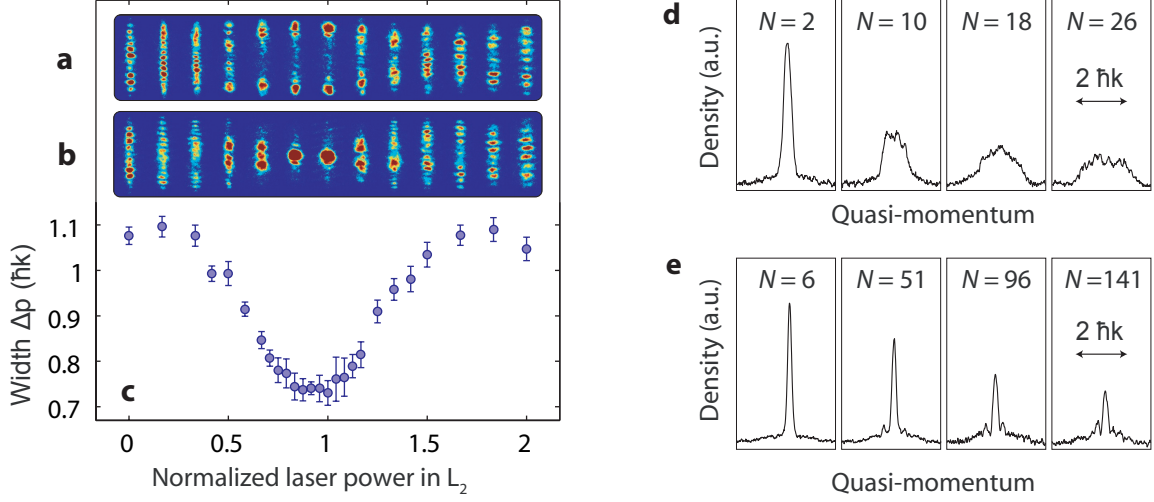 a
b
c
1.1
1
0.9
0.8
0.7
Width Δp (ħk)
0 0.5 1 1.5 2
Normalized laser power in L₂
d
N = 2 N = 10 N = 18 N = 26
2 ħk
Density (a.u.)
Quasi-momentum
e
N = 6 N = 51 N = 96 N =141
2 ħk
Density (a.u.)
Quasi-momentum